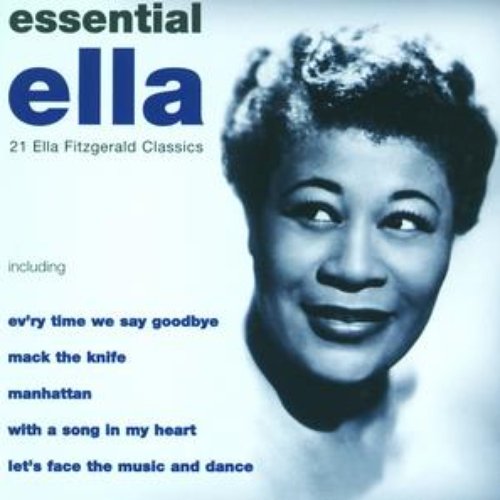 essential
ella
21 Ella Fitzgerald Classics
including
ev'ry time we say goodbye
mack the knife
manhattan
with a song in my heart
let's face the music and dance